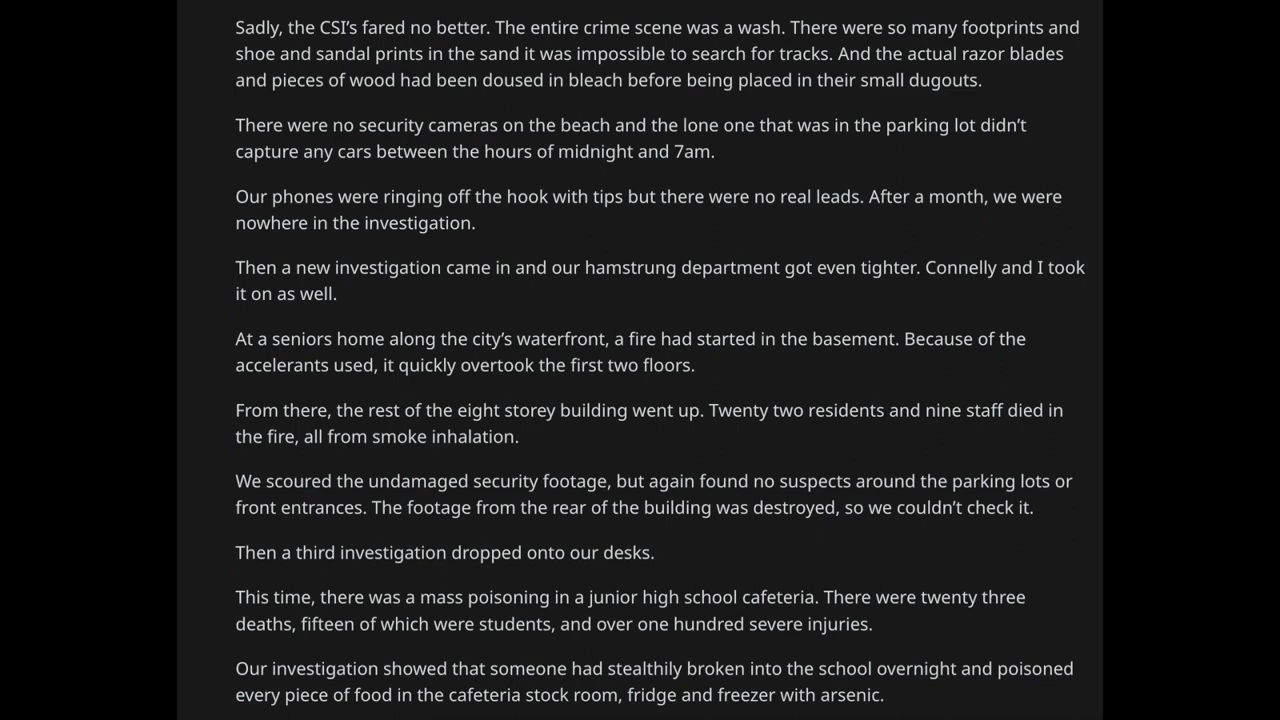 Sadly, the CSI’s fared no better. The entire crime scene was a wash. There were so many footprints and
shoe and sandal prints in the sand it was impossible to search for tracks. And the actual razor blades
and pieces of wood had been doused in bleach before being placed in their small dugouts.
There were no security cameras on the beach and the lone one that was in the parking lot didn’t
capture any cars between the hours of midnight and 7am.
Our phones were ringing off the hook with tips but there were no real leads. After a month, we were
nowhere in the investigation.
Then a new investigation came in and our hamstrung department got even tighter. Connelly and I took
it on as well.
At a seniors home along the city’s waterfront, a fire had started in the basement. Because of the
accelerants used, it quickly overtook the first two floors.
From there, the rest of the eight storey building went up. Twenty two residents and nine staff died in
the fire, all from smoke inhalation.
We scoured the undamaged security footage, but again found no suspects around the parking lots or
front entrances. The footage from the rear of the building was destroyed, so we couldn’t check it.
Then a third investigation dropped onto our desks.
This time, there was a mass poisoning in a junior high school cafeteria. There were twenty three
deaths, fifteen of which were students, and over one hundred severe injuries.
Our investigation showed that someone had stealthily broken into the school overnight and poisoned
every piece of food in the cafeteria stock room, fridge and freezer with arsenic.